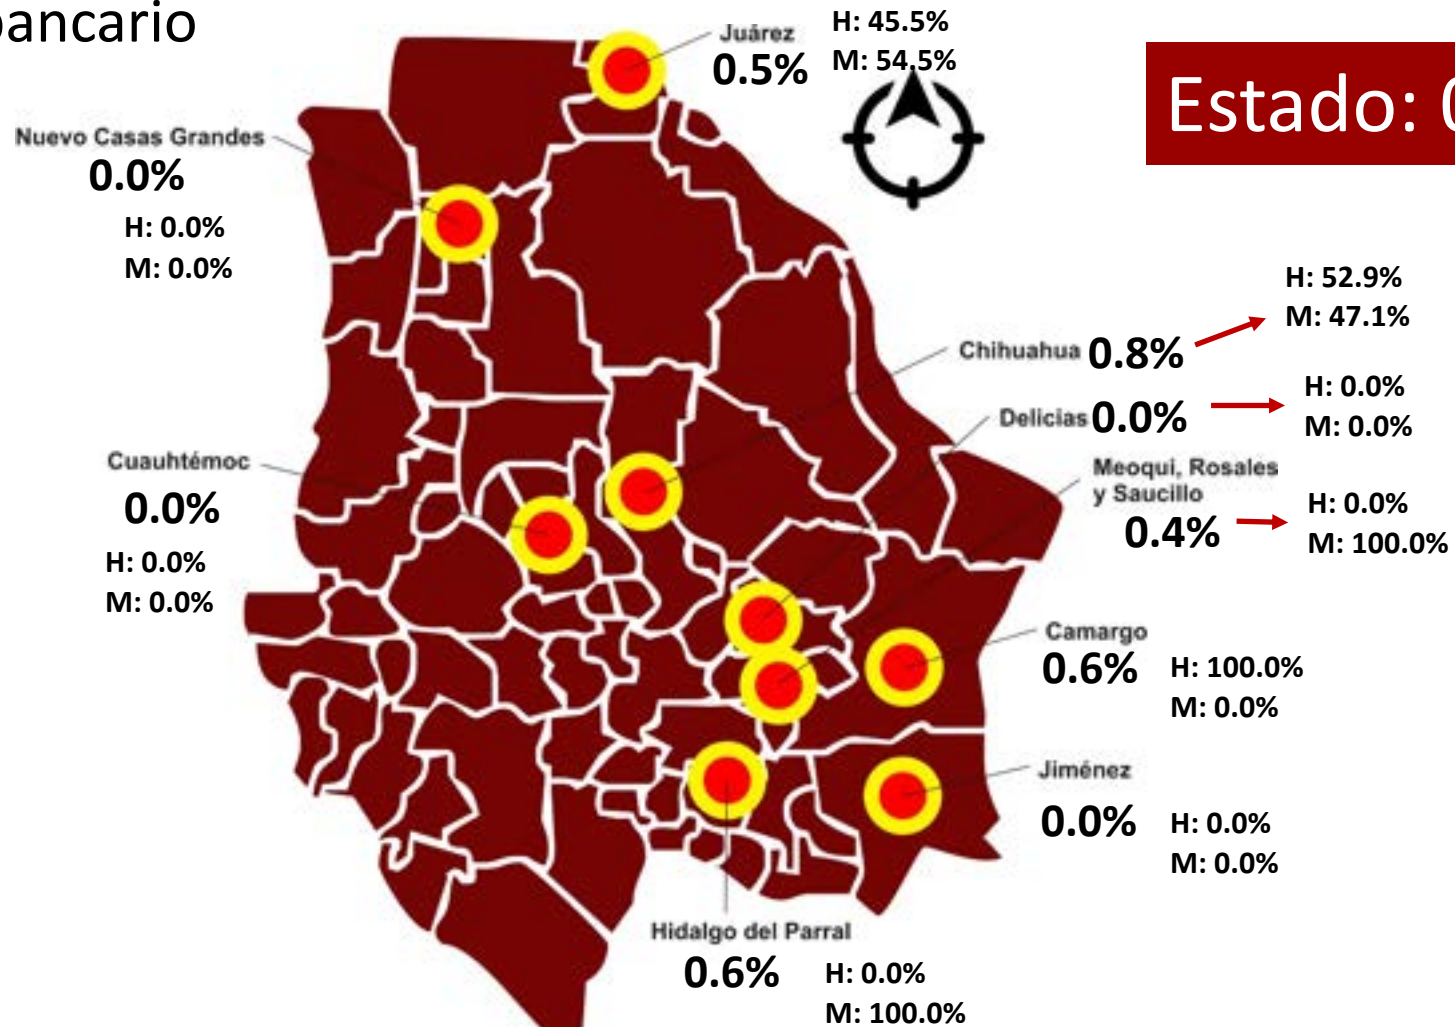 bancario
Juárez
0.5%
H: 45.5%
M: 54.5%
Estado: 0
Nuevo Casas Grandes
0.0%
H: 0.0%
M: 0.0%
Chihuahua 0.8%
H: 52.9%
M: 47.1%
Delicias 0.0%
H: 0.0%
M: 0.0%
Cuauhtémoc
0.0%
H: 0.0%
M: 0.0%
Meoqui, Rosales
y Saucillo
0.4%
H: 0.0%
M: 100.0%
Camargo
0.6%
H: 100.0%
M: 0.0%
Jiménez
0.0%
H: 0.0%
M: 0.0%
Hidalgo del Parral
0.6%
H: 0.0%
M: 100.0%